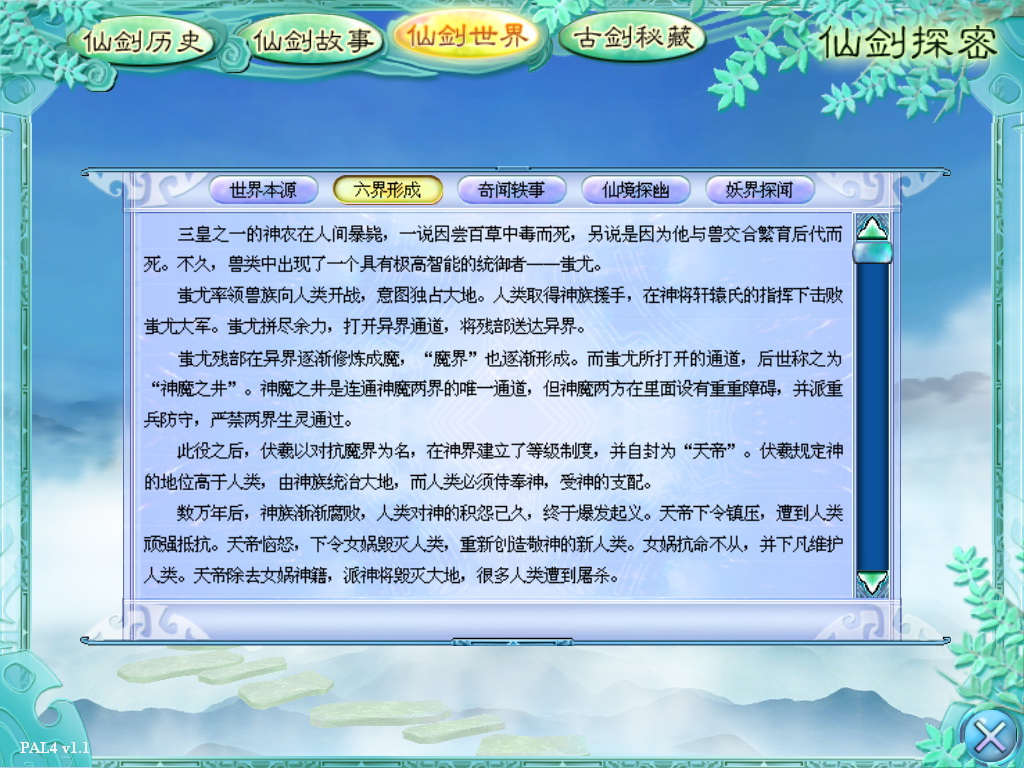 仙剑历史
仙剑故事
仙剑世界
古剑秘藏
仙剑探密
世界本源
六界形成
奇闻轶事
仙境探幽
妖界探闻
三皇之一的神农在人间暴毙，一说因尝百草中毒而死，另说是因为他与兽交合繁育后代而
死。不久，兽类中出现了一个具有极高智能的统御者——蚩尤。
蚩尤率领兽族向人类开战，意图独占大地。人类取得神族援手，在神将轩辕氏的指挥下击败
蚩尤大军。蚩尤拼尽余力，打开异界通道，将残部送达异界。
蚩尤残部在异界逐渐修炼成魔，“魔界”也逐渐形成。而蚩尤所打开的通道，后世称之为
“神魔之井”。神魔之井是连通神魔两界的唯一通道，但神魔两方在里面设有重重障碍，并派重
兵防守，严禁两界生灵通过。
此役之后，伏羲以对抗魔界为名，在神界建立了等级制度，并自封为“天帝”。伏羲规定神
的地位高于人类，由神族统治大地，而人类必须侍奉神，受神的支配。
数万年后，神族渐渐腐败，人类对神的积怨已久，终于爆发起义。天帝下令镇压，遭到人类
顽强抵抗。天帝恼怒，下令女娲毁灭人类，重新创造敬神的新人类。女娲抗命不从，并下凡维护
人类。天帝除去女娲神籍，派神将毁灭大地，很多人类遭到屠杀。
PAL4 v1.1